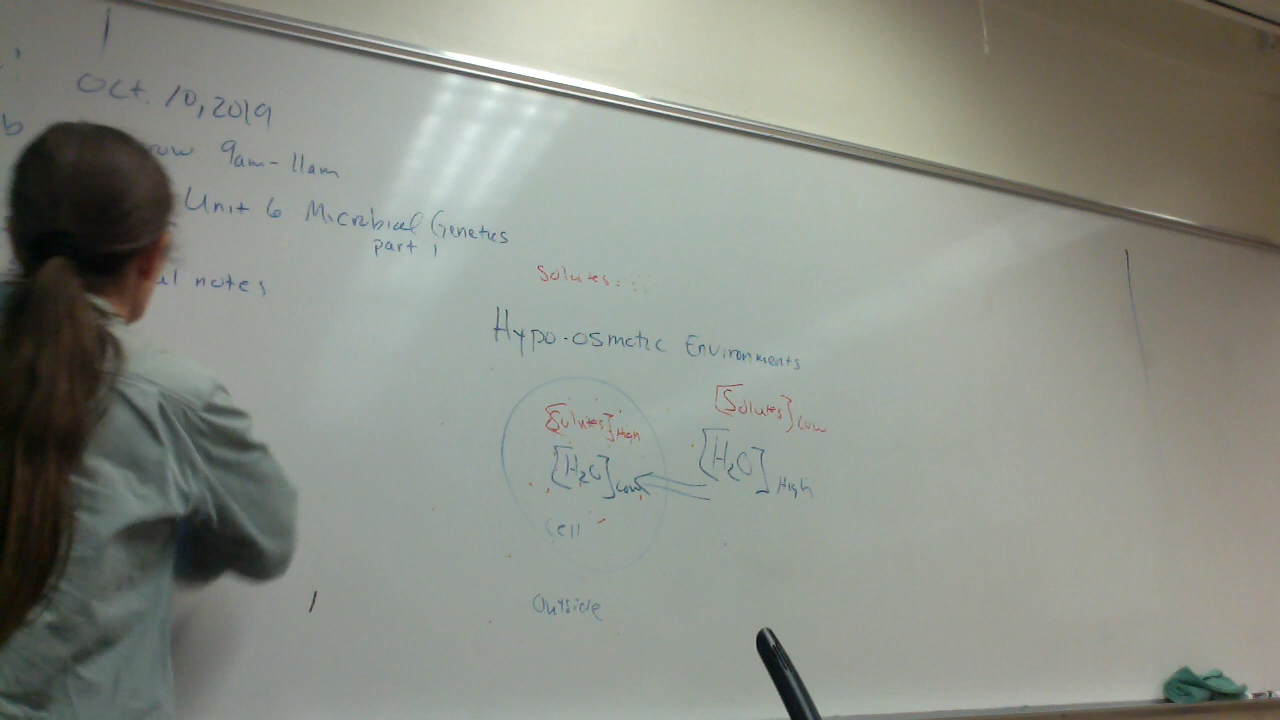 Oct. 10, 2019
9am - 11am
Unit 6 Microbial Genetics
part 1
notes
Solutes:
Hypo-osmotic Environments
[Solutes] High
[Solutes] Low
[H2O] Low
[H2O] High
Cell
Outside